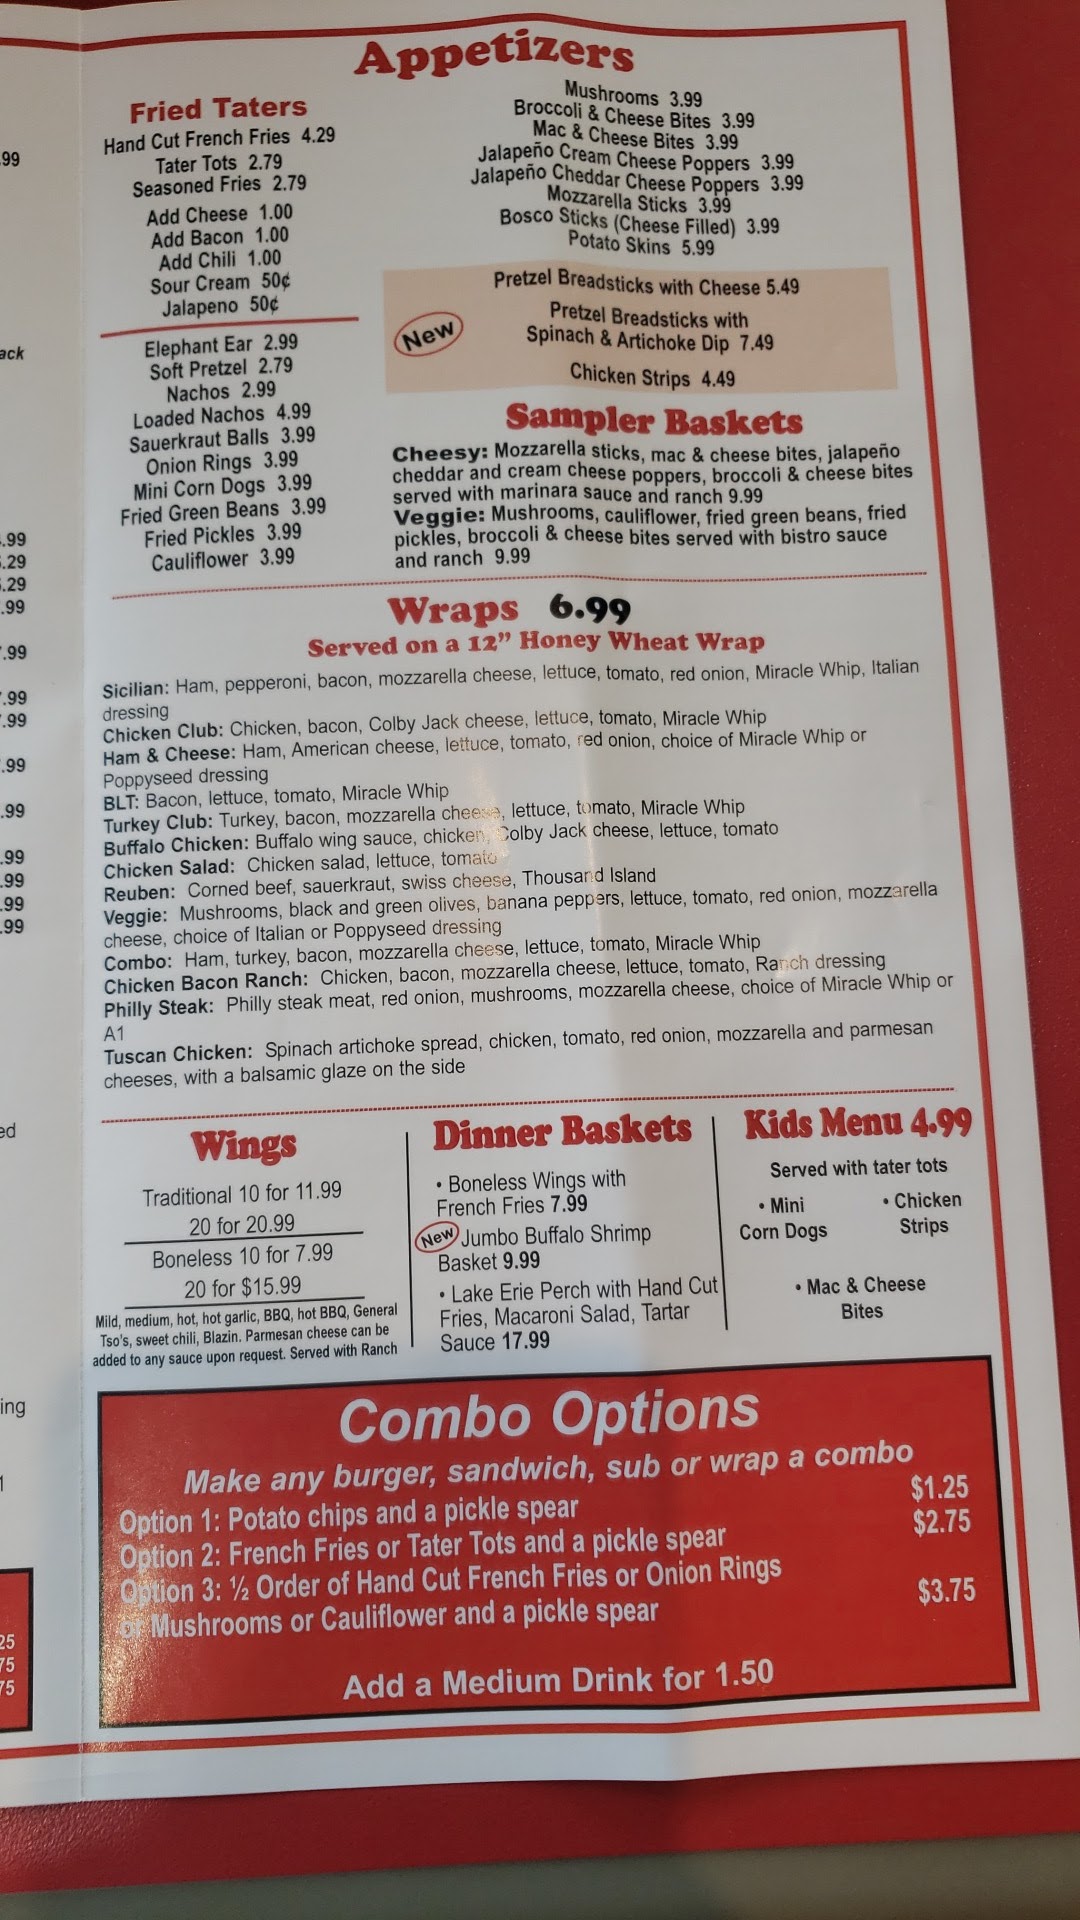 Appetizers
Fried Taters
Hand Cut French Fries 4.29
Tater Tots 2.79
Seasoned Fries 2.79
Add Cheese 1.00
Add Bacon 1.00
Add Chili 1.00
Sour Cream 50¢
Jalapeno 50¢
Elephant Ear 2.99
Soft Pretzel 2.79
Nachos 2.99
Loaded Nachos 4.99
Sauerkraut Balls 3.99
Onion Rings 3.99
Mini Corn Dogs 3.99
Fried Green Beans 3.99
Fried Pickles 3.99
Cauliflower 3.99
Mushrooms 3.99
Broccoli & Cheese Bites 3.99
Mac & Cheese Bites 3.99
Jalapeño Cream Cheese Poppers 3.99
Jalapeño Cheddar Cheese Poppers 3.99
Mozzarella Sticks 3.99
Bosco Sticks (Cheese Filled) 3.99
Potato Skins 5.99
Pretzel Breadsticks with Cheese 5.49
New
Pretzel Breadsticks with
Spinach & Artichoke Dip 7.49
Chicken Strips 4.49
Sampler Baskets
Cheesy: Mozzarella sticks, mac & cheese bites, jalapeño
cheddar and cream cheese poppers, broccoli & cheese bites
served with marinara sauce and ranch 9.99
Veggie: Mushrooms, cauliflower, fried green beans, fried
pickles, broccoli & cheese bites served with bistro sauce
and ranch 9.99
Wraps 6.99
Served on a 12" Honey Wheat Wrap
Sicilian: Ham, pepperoni, bacon, mozzarella cheese, lettuce, tomato, red onion, Miracle Whip, Italian
dressing
Chicken Club: Chicken, bacon, Colby Jack cheese, lettuce, tomato, Miracle Whip
Ham & Cheese: Ham, American cheese, lettuce, tomato, red onion, choice of Miracle Whip or
Poppyseed dressing
BLT: Bacon, lettuce, tomato, Miracle Whip
Turkey Club: Turkey, bacon, mozzarella cheese, lettuce, tomato, Miracle Whip
Buffalo Chicken: Buffalo wing sauce, chicken, Colby Jack cheese, lettuce, tomato
Chicken Salad: Chicken salad, lettuce, tomato
Reuben: Corned beef, sauerkraut, swiss cheese, Thousand Island
Veggie: Mushrooms, black and green olives, banana peppers, lettuce, tomato, red onion, mozzarella
cheese, choice of Italian or Poppyseed dressing
Combo: Ham, turkey, bacon, mozzarella cheese, lettuce, tomato, Miracle Whip
Chicken Bacon Ranch: Chicken, bacon, mozzarella cheese, lettuce, tomato, Ranch dressing
Philly Steak: Philly steak meat, red onion, mushrooms, mozzarella cheese, choice of Miracle Whip or
A1
Tuscan Chicken: Spinach artichoke spread, chicken, tomato, red onion, mozzarella and parmesan
cheeses, with a balsamic glaze on the side
Wings
Traditional 10 for 11.99
20 for 20.99
Boneless 10 for 7.99
20 for $15.99
Mild, medium, hot, hot garlic, BBQ, hot BBQ, General
Tso's, sweet chili, Blazin. Parmesan cheese can be
added to any sauce upon request. Served with Ranch
Dinner Baskets
• Boneless Wings with
French Fries 7.99
New Jumbo Buffalo Shrimp
Basket 9.99
• Lake Erie Perch with Hand Cut
Fries, Macaroni Salad, Tartar
Sauce 17.99
Kids Menu 4.99
Served with tater tots
• Mini
Corn Dogs
• Chicken
Strips
• Mac & Cheese
Bites
Combo Options
Make any burger, sandwich, sub or wrap a combo
Option 1: Potato chips and a pickle spear $1.25
Option 2: French Fries or Tater Tots and a pickle spear $2.75
Option 3: ½ Order of Hand Cut French Fries or Onion Rings
or Mushrooms or Cauliflower and a pickle spear $3.75
Add a Medium Drink for 1.50